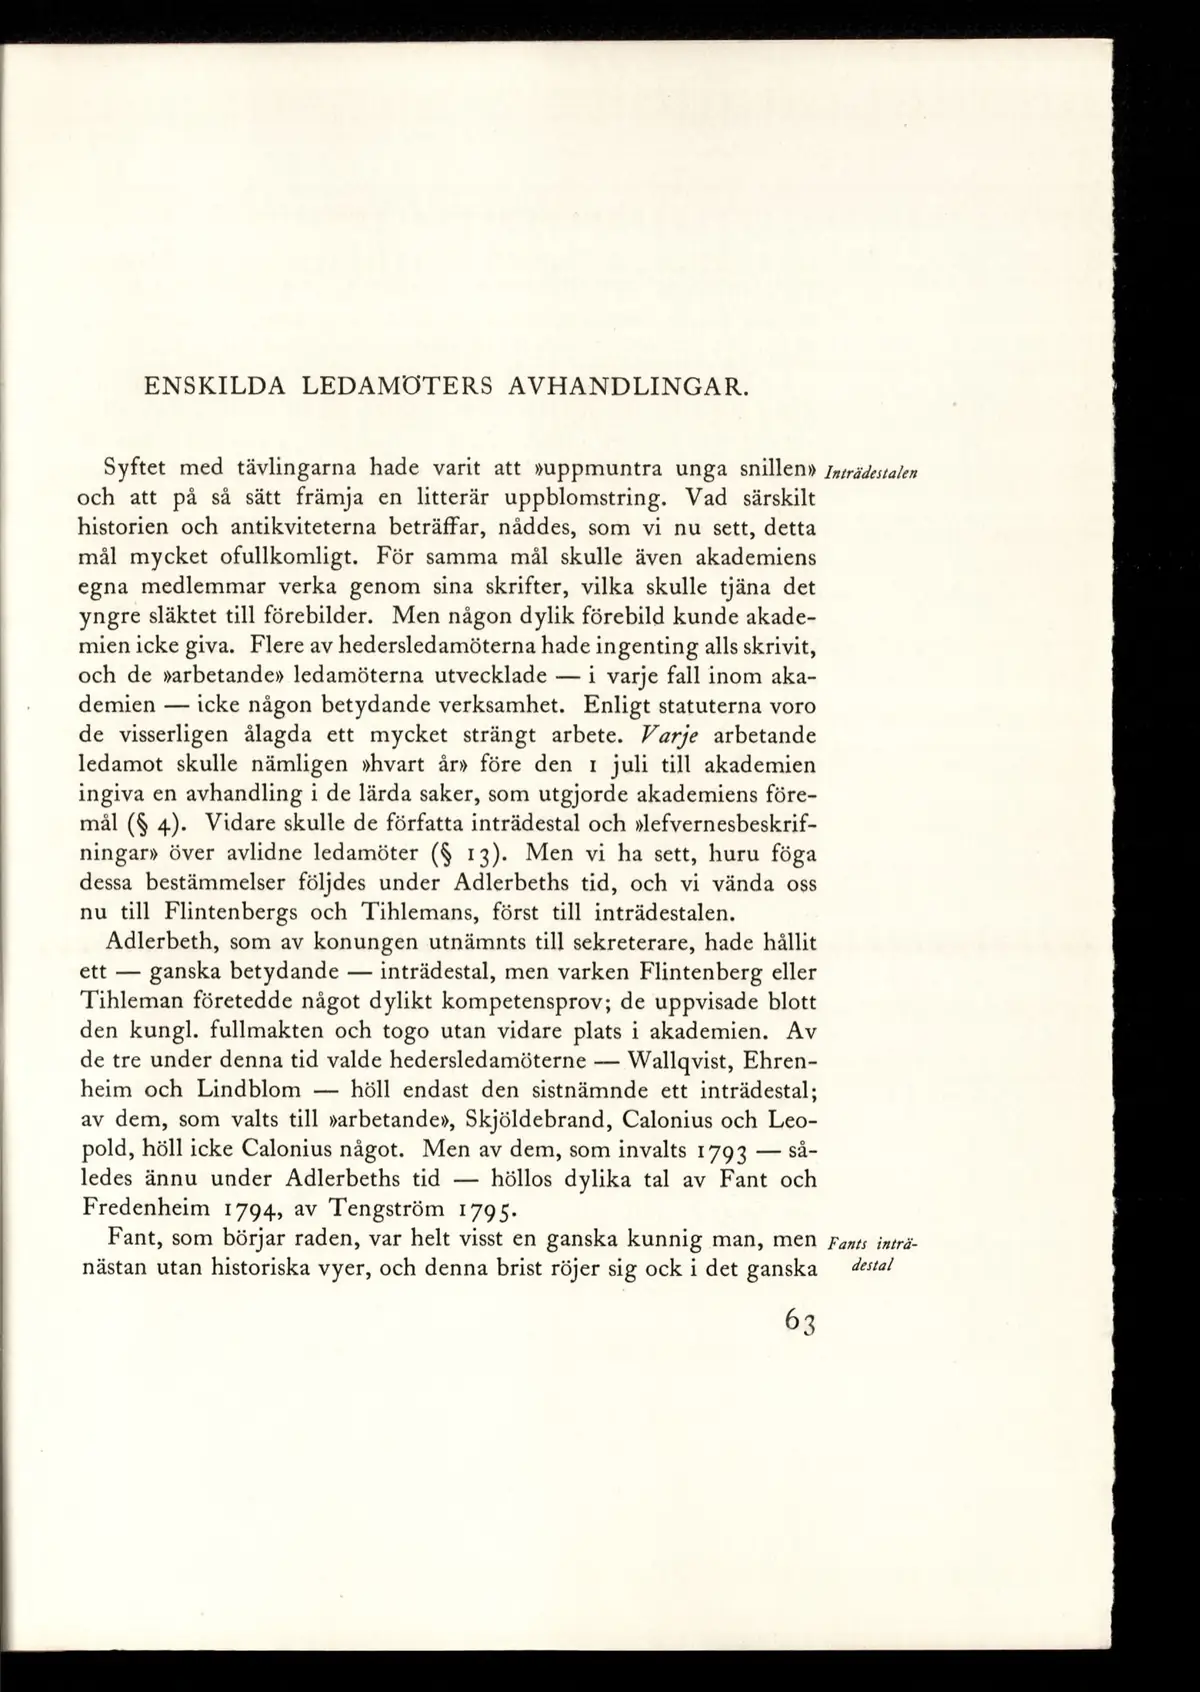 ENSKILDA LEDAMÖTERS AVHANDLINGAR.
Syftet med tävlingarna hade varit att »uppmuntra unga snillen» Inträdestalen
och att på så sätt främja en litterär uppblomstring. Vad särskilt
historien och antikviteterna beträffar, nåddes, som vi nu sett, detta
mål mycket ofullkomligt. För samma mål skulle även akademiens
egna medlemmar verka genom sina skrifter, vilka skulle tjäna det
yngre släktet till förebilder. Men någon dylik förebild kunde akade-
mien icke giva. Flere av hedersledamöterna hade ingenting alls skrivit,
och de »arbetande» ledamöterna utvecklade — i varje fall inom aka-
demien — icke någon betydande verksamhet. Enligt statuterna voro
de visserligen ålagda ett mycket strängt arbete. Varje arbetande
ledamot skulle nämligen »hvart år» före den 1 juli till akademien
ingiva en avhandling i de lärda saker, som utgjorde akademiens före-
mål (§ 4). Vidare skulle de författa inträdestal och »lefvernesbeskrif-
ningar» över avlidne ledamöter (§ 13). Men vi ha sett, huru föga
dessa bestämmelser följdes under Adlerbeths tid, och vi vända oss
nu till Flintenbergs och Tihlemans, först till inträdestalen.
Adlerbeth, som av konungen utnämnts till sekreterare, hade hållit
ett — ganska betydande — inträdestal, men varken Flintenberg eller
Tihleman företedde något dylikt kompetensprov; de uppvisade blott
den kungl. fullmakten och togo utan vidare plats i akademien. Av
de tre under denna tid valde hedersledamöterne — Wallqvist, Ehren-
heim och Lindblom — höll endast den sistnämnde ett inträdestal;
av dem, som valts till »arbetande», Skjöldebrand, Calonius och Leo-
pold, höll icke Calonius något. Men av dem, som invalts 1793 — så-
ledes ännu under Adlerbeths tid — höllos dylika tal av Fant och
Fredenheim 1794, av Tengström 1795.
Fant, som börjar raden, var helt visst en ganska kunnig man, men Fants inträ-
nästan utan historiska vyer, och denna brist röjer sig ock i det ganska destal
63